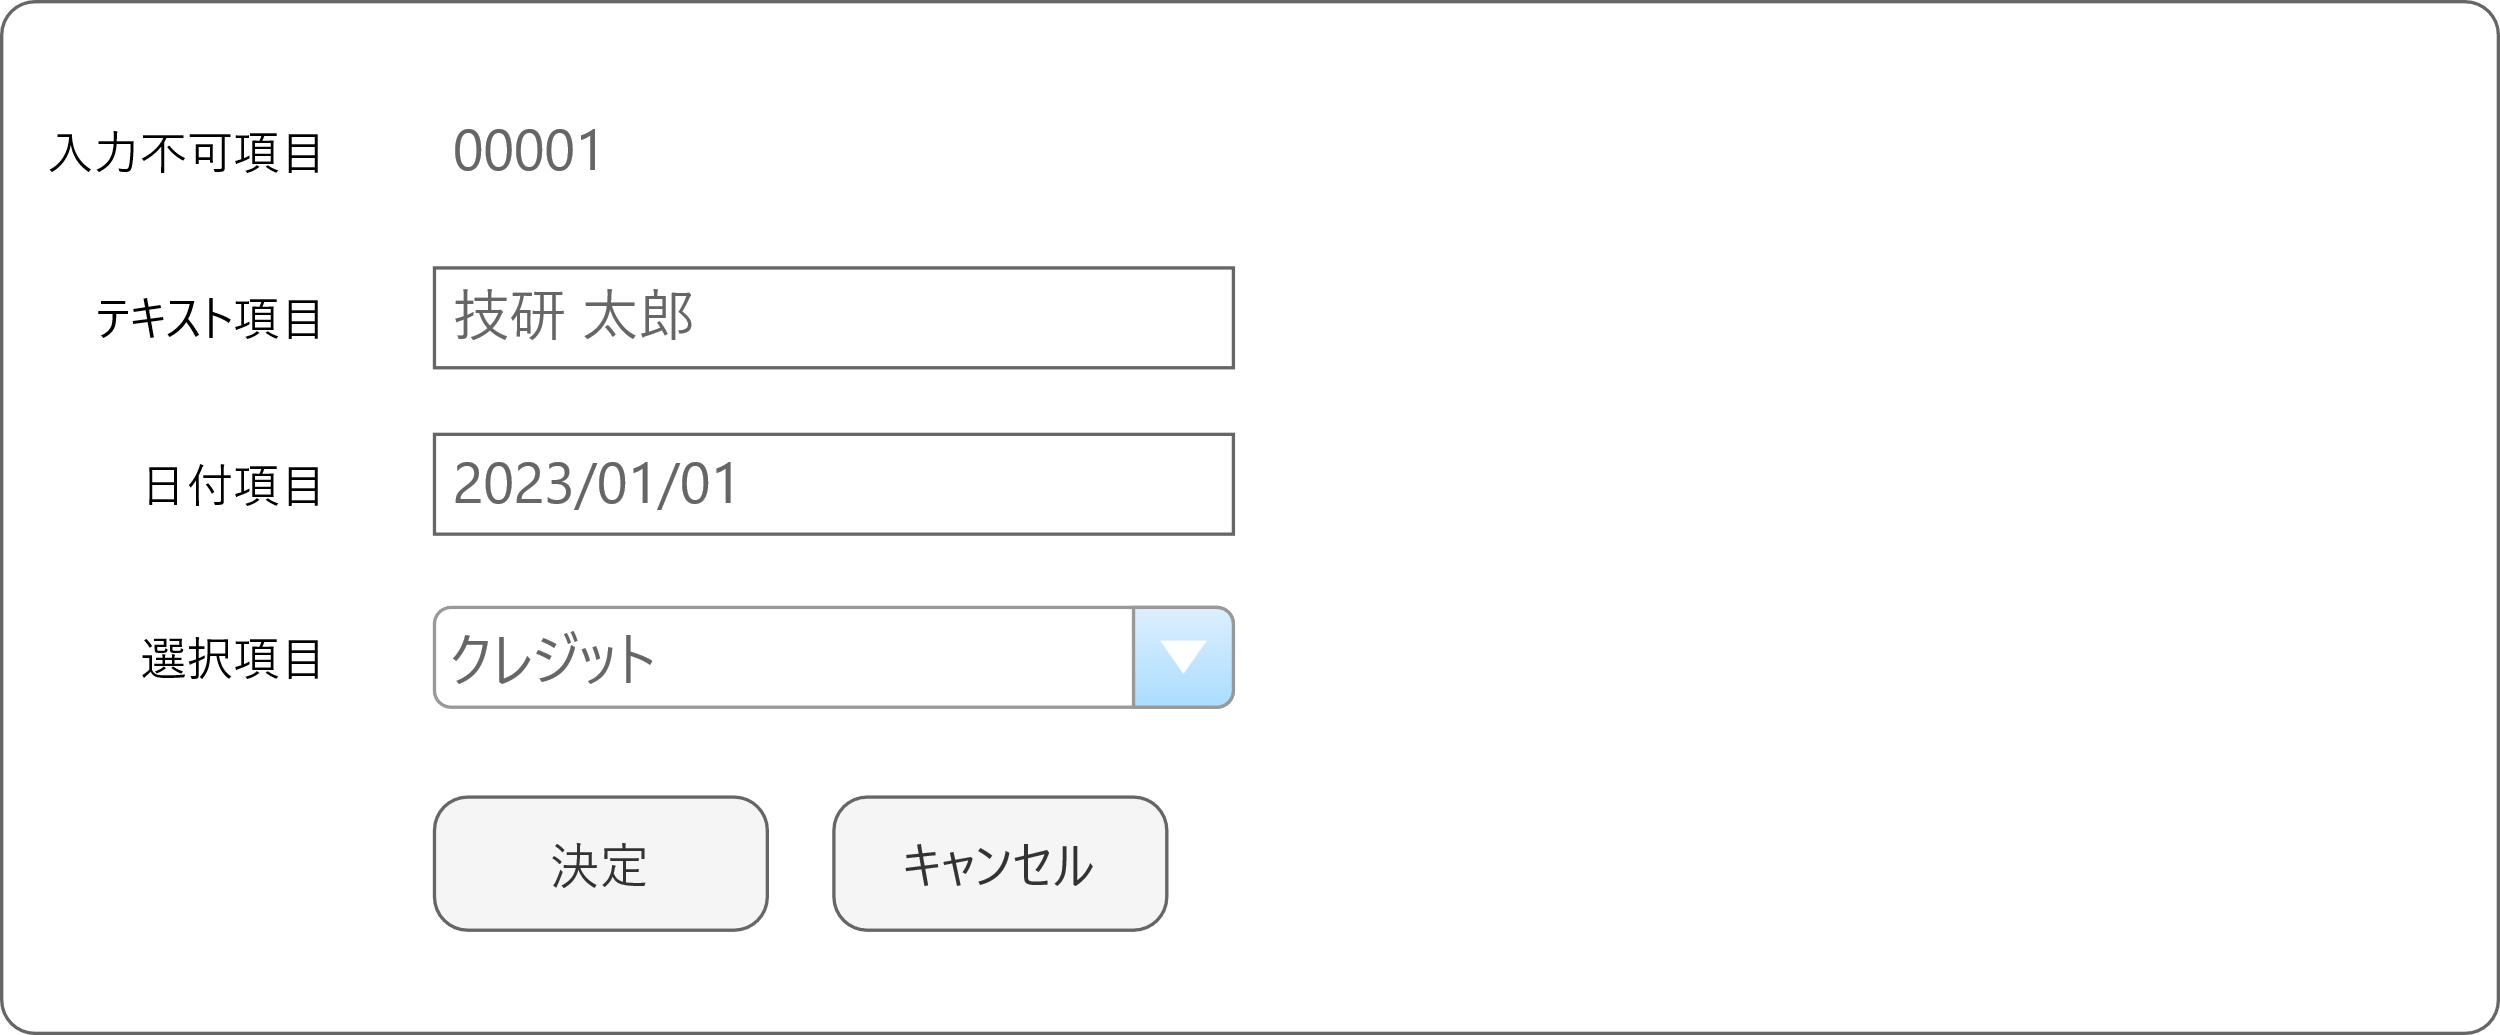 入力不可項目 00001
テキスト項目 技研 太郎
日付項目 2023/01/01
選択項目 クレジット
決定 キャンセル